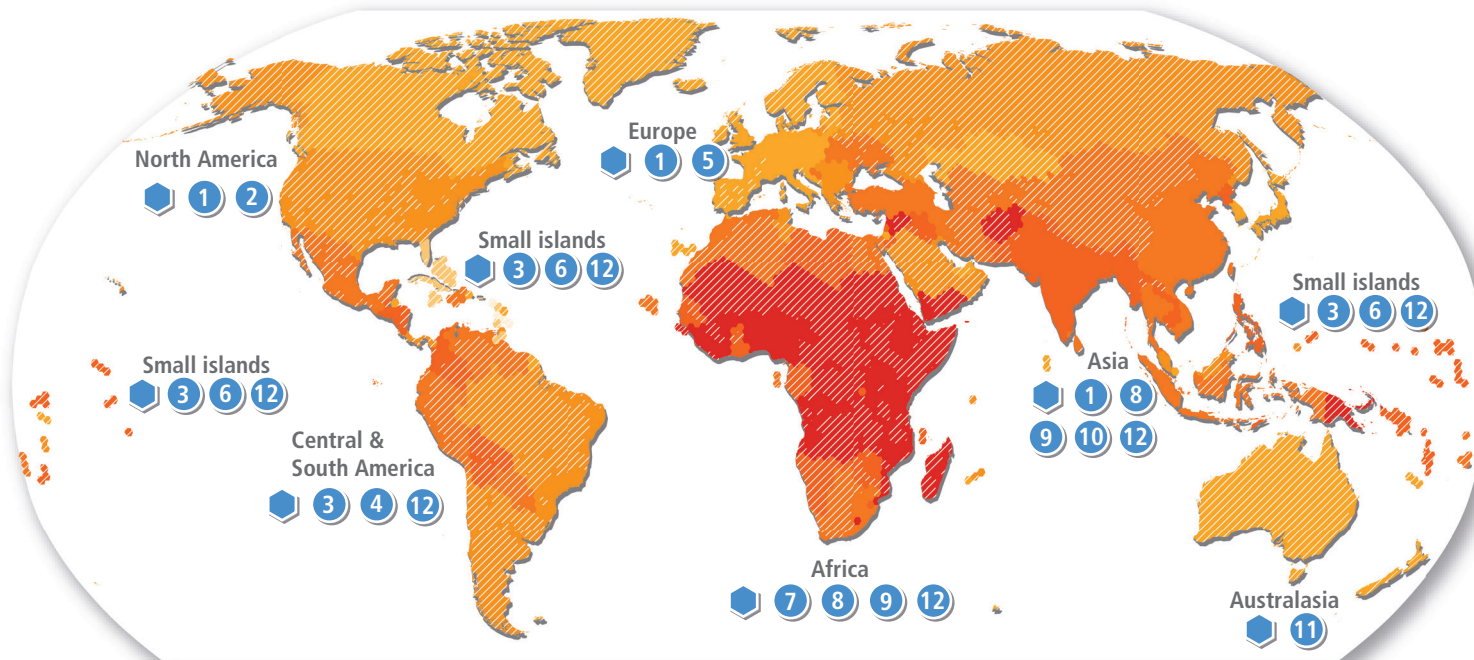 Europe
1 5
North America
1 2
Small islands
3 6 12
Small islands
3 6 12
Small islands
3 6 12
Asia
1 8
9 10 12
Central &
South America
3 4 12
Africa
7 8 9 12
Australasia
11